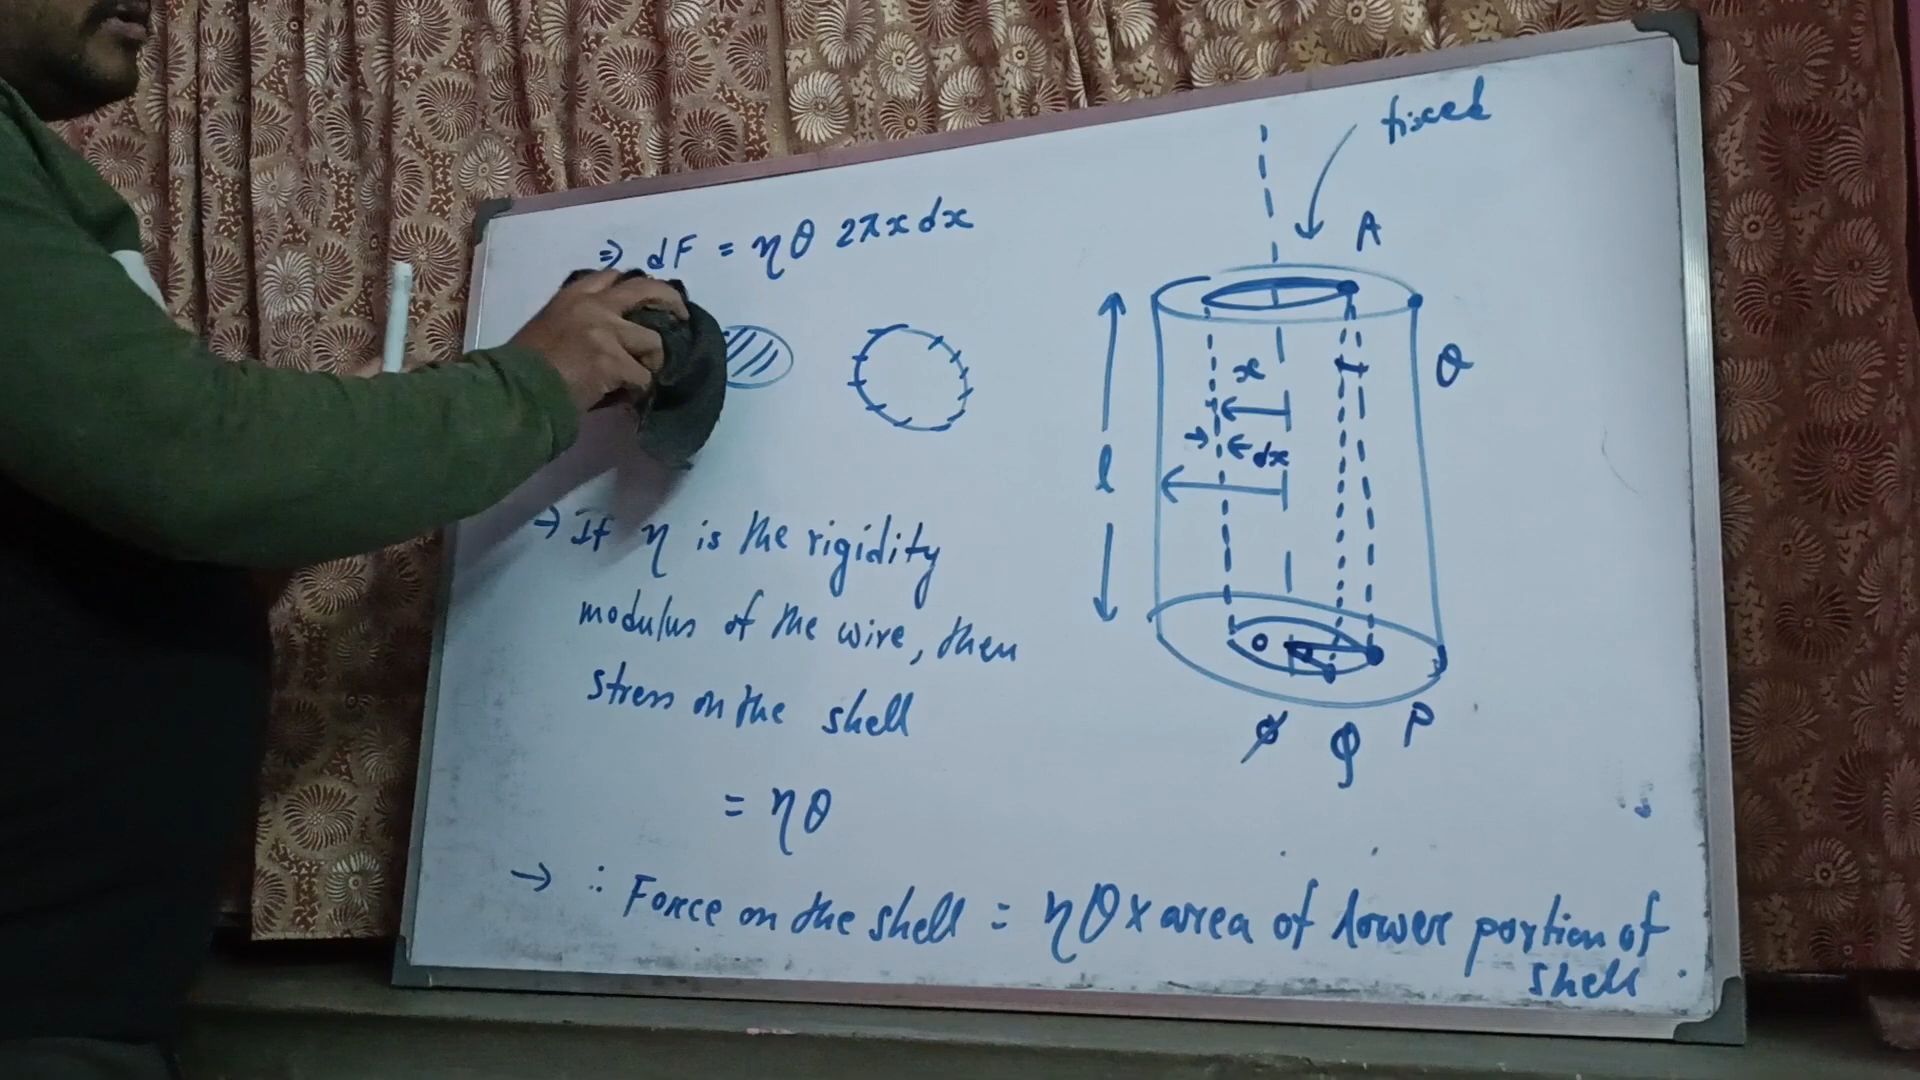 ⇒ dF = ηθ 2πx dx
→ If η is the rigidity
modulus of the wire, then
stress on the shell
= ηθ
→ ∴ Force on the shell = ηθ × area of lower portion of
shell.
fixed
A
x
dx
l
O
P